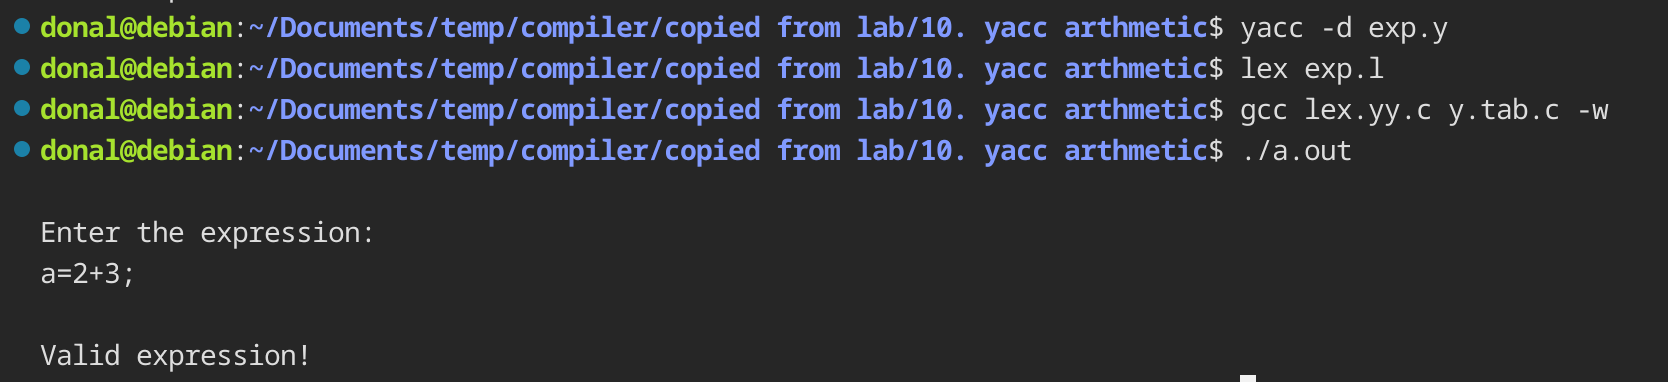 donal@debian:~/Documents/temp/compiler/copied from lab/10. yacc arthmetic$ yacc -d exp.y
donal@debian:~/Documents/temp/compiler/copied from lab/10. yacc arthmetic$ lex exp.l
donal@debian:~/Documents/temp/compiler/copied from lab/10. yacc arthmetic$ gcc lex.yy.c y.tab.c -w
donal@debian:~/Documents/temp/compiler/copied from lab/10. yacc arthmetic$ ./a.out
Enter the expression:
a=2+3;
Valid expression!